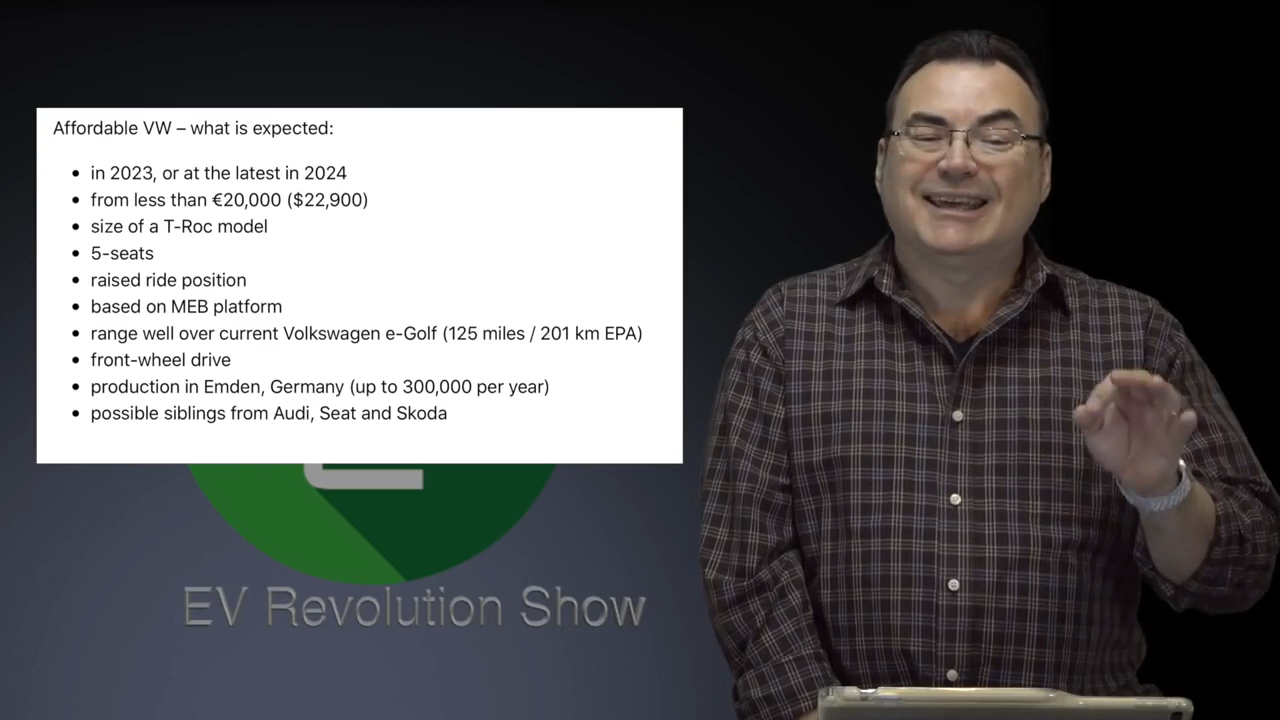 Affordable VW – what is expected:
• in 2023, or at the latest in 2024
• from less than €20,000 ($22,900)
• size of a T-Roc model
• 5-seats
• raised ride position
• based on MEB platform
• range well over current Volkswagen e-Golf (125 miles / 201 km EPA)
• front-wheel drive
• production in Emden, Germany (up to 300,000 per year)
• possible siblings from Audi, Seat and Skoda
EV Revolution Show